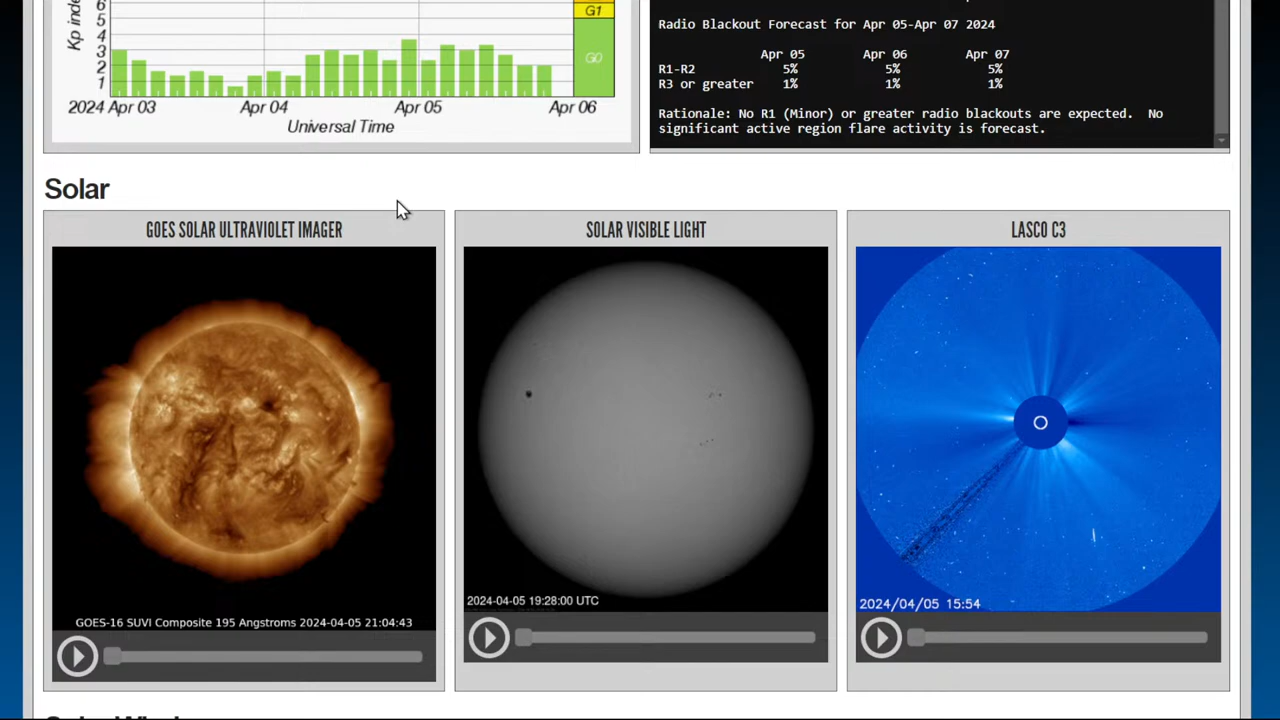 Kp inde
6
5
4
3
2
1
G1
G0
2024 Apr 03 Apr 04 Apr 05 Apr 06
Universal Time
Radio Blackout Forecast for Apr 05-Apr 07 2024
Apr 05 Apr 06 Apr 07
R1-R2 5% 5% 5%
R3 or greater 1% 1% 1%
Rationale: No R1 (Minor) or greater radio blackouts are expected. No
significant active region flare activity is forecast.
Solar
GOES SOLAR ULTRAVIOLET IMAGER
GOES-16 SUVI Composite 195 Angstroms 2024-04-05 21:04:43
SOLAR VISIBLE LIGHT
2024-04-05 19:28:00 UTC
LASCO C3
2024/04/05 15:54